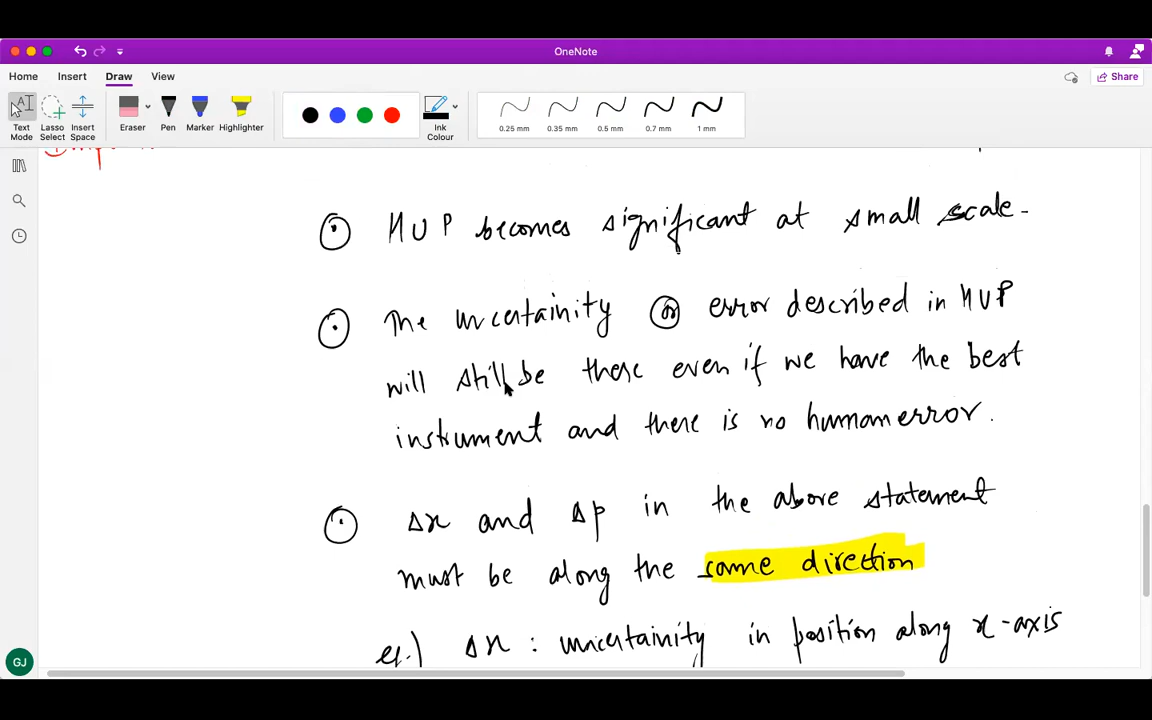 OneNote
Home Insert Draw View
Share
Text Mode
Lasso Select
Insert Space
Eraser
Pen
Marker
Highlighter
Ink Colour
0.25 mm
0.35 mm
0.5 mm
0.7 mm
1 mm
HUP becomes significant at small scale.
The uncertainity or error described in HUP
will still be there even if we have the best
instrument and there is no human error.
Δx and Δp in the above statement
must be along the same direction
eg.) Δx : uncertainity in position along x-axis
GJ